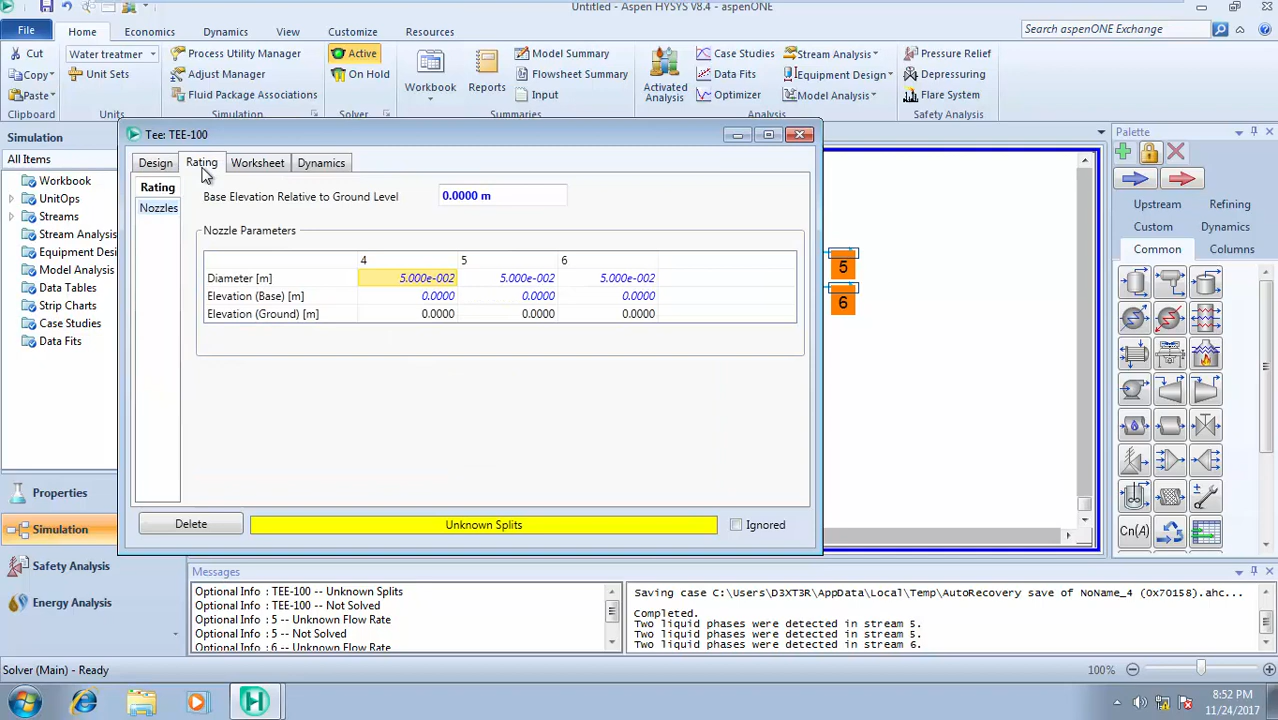 Untitled - Aspen HYSYS V8.4 - aspenONE
File
Home
Economics
Dynamics
View
Customize
Resources
Search aspenONE Exchange
Cut
Copy
Paste
Clipboard
Water treatmer
Unit Sets
Units
Process Utility Manager
Adjust Manager
Fluid Package Associations
Simulation
Active
On Hold
Solver
Workbook
Reports
Model Summary
Flowsheet Summary
Input
Summaries
Activated
Analysis
Case Studies
Data Fits
Optimizer
Stream Analysis
Equipment Design
Model Analysis
Analysis
Pressure Relief
Depressuring
Flare System
Safety Analysis
Simulation
All Items
Workbook
UnitOps
Streams
Stream Analysis
Equipment Desi
Model Analysis
Data Tables
Strip Charts
Case Studies
Data Fits
Properties
Simulation
Safety Analysis
Energy Analysis
Tee: TEE-100
Design
Rating
Worksheet
Dynamics
Rating
Nozzles
Base Elevation Relative to Ground Level
0.0000 m
Nozzle Parameters
4 5 6
Diameter [m] 5.000e-002 5.000e-002 5.000e-002
Elevation (Base) [m] 0.0000 0.0000 0.0000
Elevation (Ground) [m] 0.0000 0.0000 0.0000
Delete
Unknown Splits
Ignored
5
6
Palette
Upstream
Refining
Custom
Dynamics
Common
Columns
Cn(A)
Messages
Optional Info : TEE-100 -- Unknown Splits
Optional Info : TEE-100 -- Not Solved
Optional Info : 5 -- Unknown Flow Rate
Optional Info : 5 -- Not Solved
Optional Info : 6 -- Unknown Flow Rate
Saving case C:\Users\D3XT3R\AppData\Local\Temp\AutoRecovery save of NoName_4 (0x70158).ahc...
Completed.
Two liquid phases were detected in stream 5.
Two liquid phases were detected in stream 5.
Two liquid phases were detected in stream 6.
Solver (Main) - Ready
100%
8:52 PM
11/24/2017